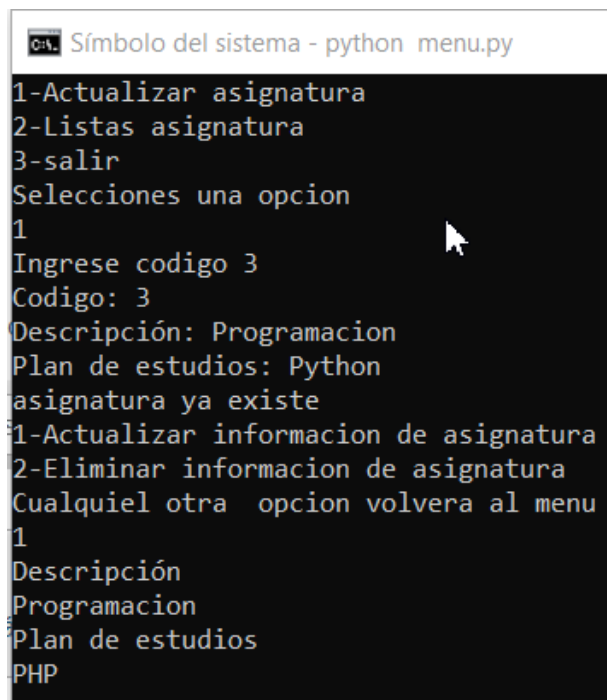 Símbolo del sistema - python  menu.py
1-Actualizar asignatura
2-Listas asignatura
3-salir
Selecciones una opcion
1
Ingrese codigo 3
Codigo: 3
Descripción: Programacion
Plan de estudios: Python
asignatura ya existe
1-Actualizar informacion de asignatura
2-Eliminar informacion de asignatura
Cualquiel otra  opcion volvera al menu
1
Descripción
Programacion
Plan de estudios
PHP